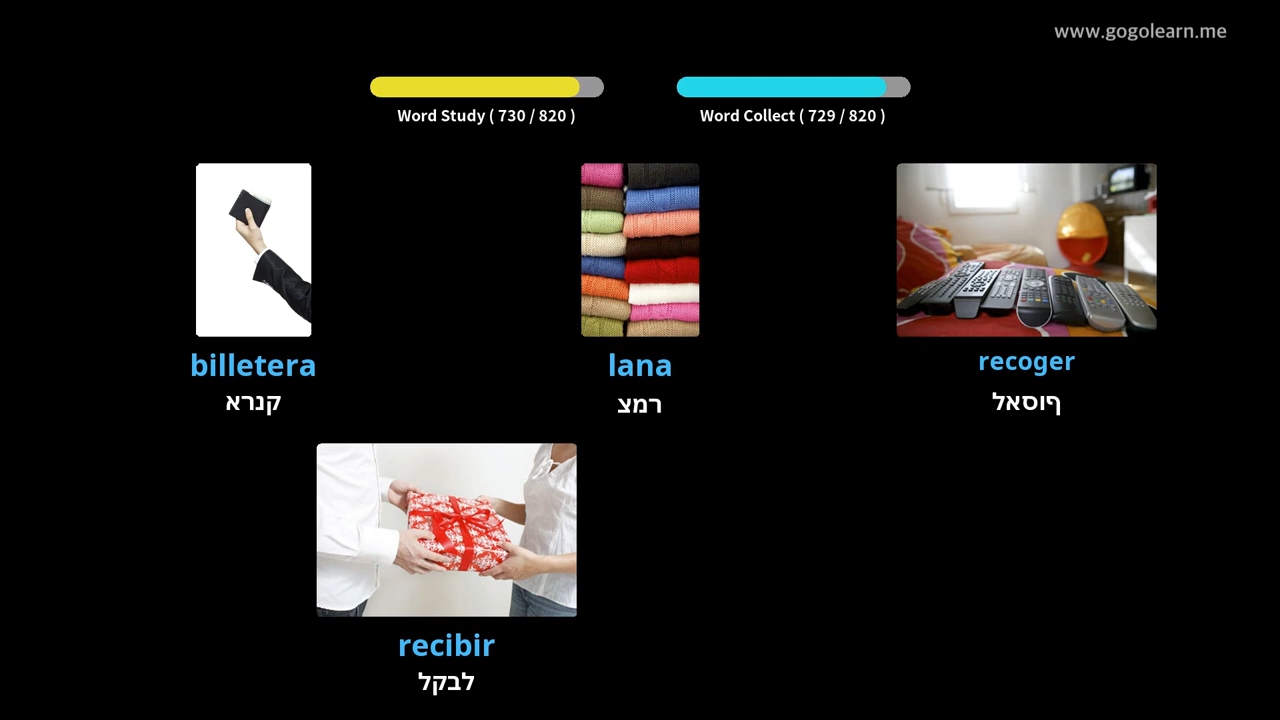 www.gogolearn.me
Word Study ( 730 / 820 )
Word Collect ( 729 / 820 )
billetera
קנרא
lana
רמצ
recoger
ףוסאל
recibir
לבקל